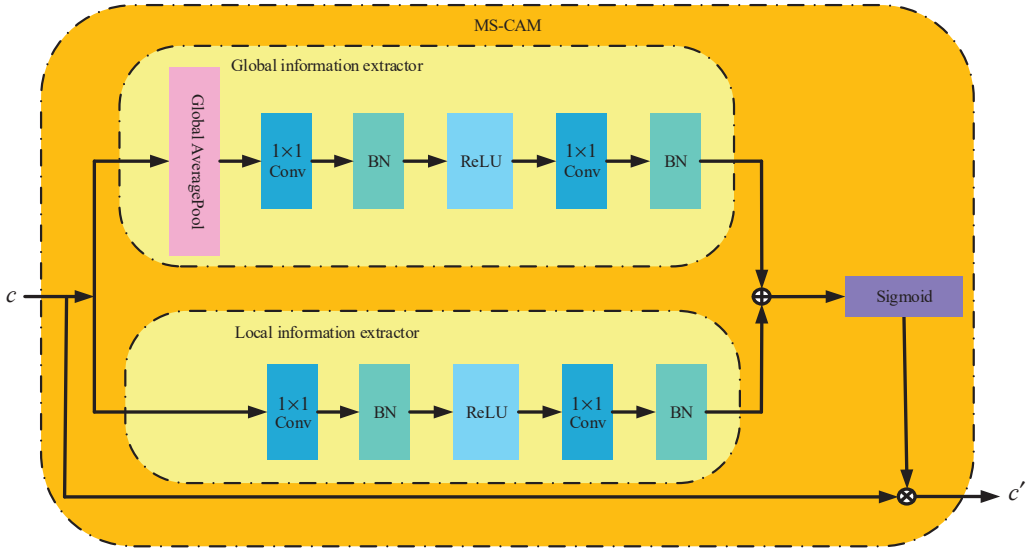 MS-CAM
Global information extractor
Global AveragePool
1×1
Conv
BN
ReLU
1×1
Conv
BN
c
Sigmoid
Local information extractor
1×1
Conv
BN
ReLU
1×1
Conv
BN
c′